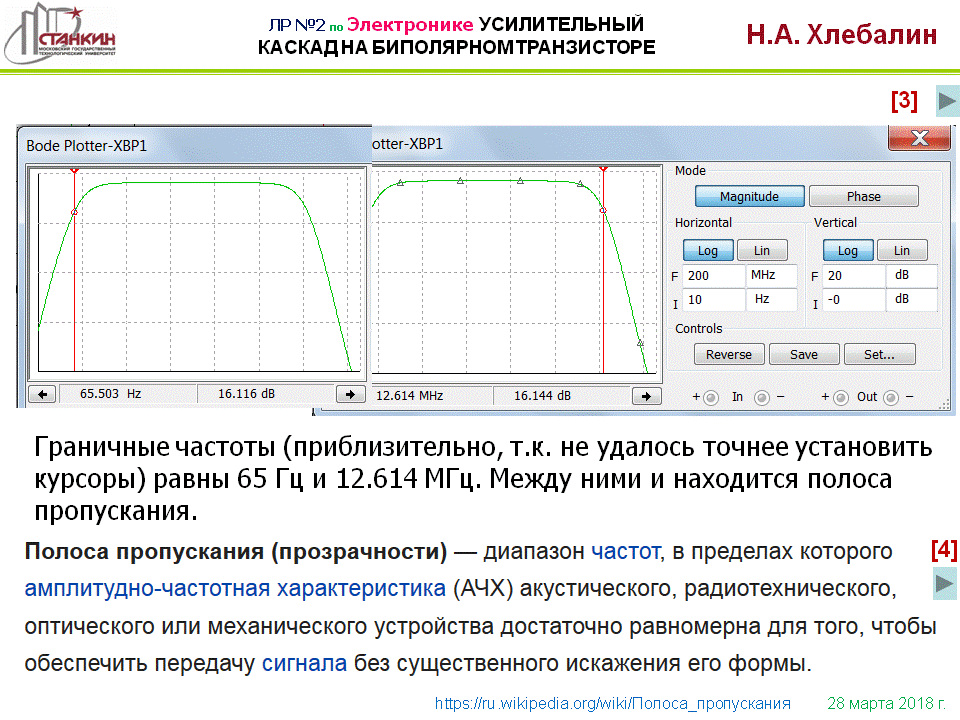 СТАНКИН
МОСКОВСКИЙ ГОСУДАРСТВЕННЫЙ
ТЕХНОЛОГИЧЕСКИЙ УНИВЕРСИТЕТ
ЛР №2 по Электронике УСИЛИТЕЛЬНЫЙ
КАСКАД НА БИПОЛЯРНОМТРАНЗИСТОРЕ
Н.А. Хлебалин
[3]
Bode Plotter-XBP1
otter-XBP1
Mode
Magnitude Phase
Horizontal Vertical
Log Lin Log Lin
F 200 MHz F 20 dB
I 10 Hz I -0 dB
Controls
Reverse Save Set...
+ In − + Out −
65.503 Hz 16.116 dB
12.614 MHz 16.144 dB
Граничные частоты (приблизительно, т.к. не удалось точнее установить
курсоры) равны 65 Гц и 12.614 МГц. Между ними и находится полоса
пропускания.
Полоса пропускания (прозрачности) — диапазон частот, в пределах которого
[4]
амплитудно-частотная характеристика (АЧХ) акустического, радиотехнического,
оптического или механического устройства достаточно равномерна для того, чтобы
обеспечить передачу сигнала без существенного искажения его формы.
https://ru.wikipedia.org/wiki/Полоса_пропускания
28 марта 2018 г.